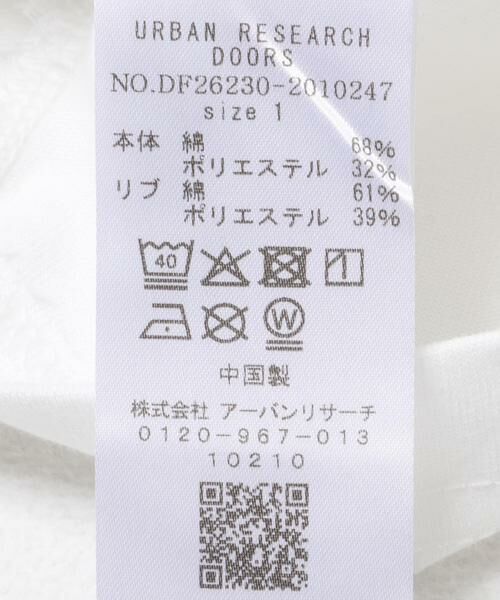 URBAN RESEARCH
DOORS
NO.DF26230-2010247
size 1
本体 綿 68%
ポリエステル 32%
リブ 綿 61%
ポリエステル 39%
40
W
中国製
株式会社 アーバンリサーチ
0120-967-013
10210